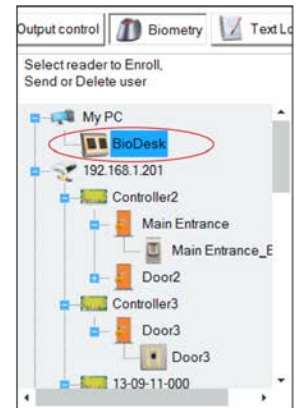 Output control Biometry Text Lo
Select reader to Enroll,
Send or Delete user
My PC
BioDesk
192.168.1.201
Controller2
Main Entrance
Main Entrance_E
Door2
Controller3
Door3
Door3
13-09-11-000